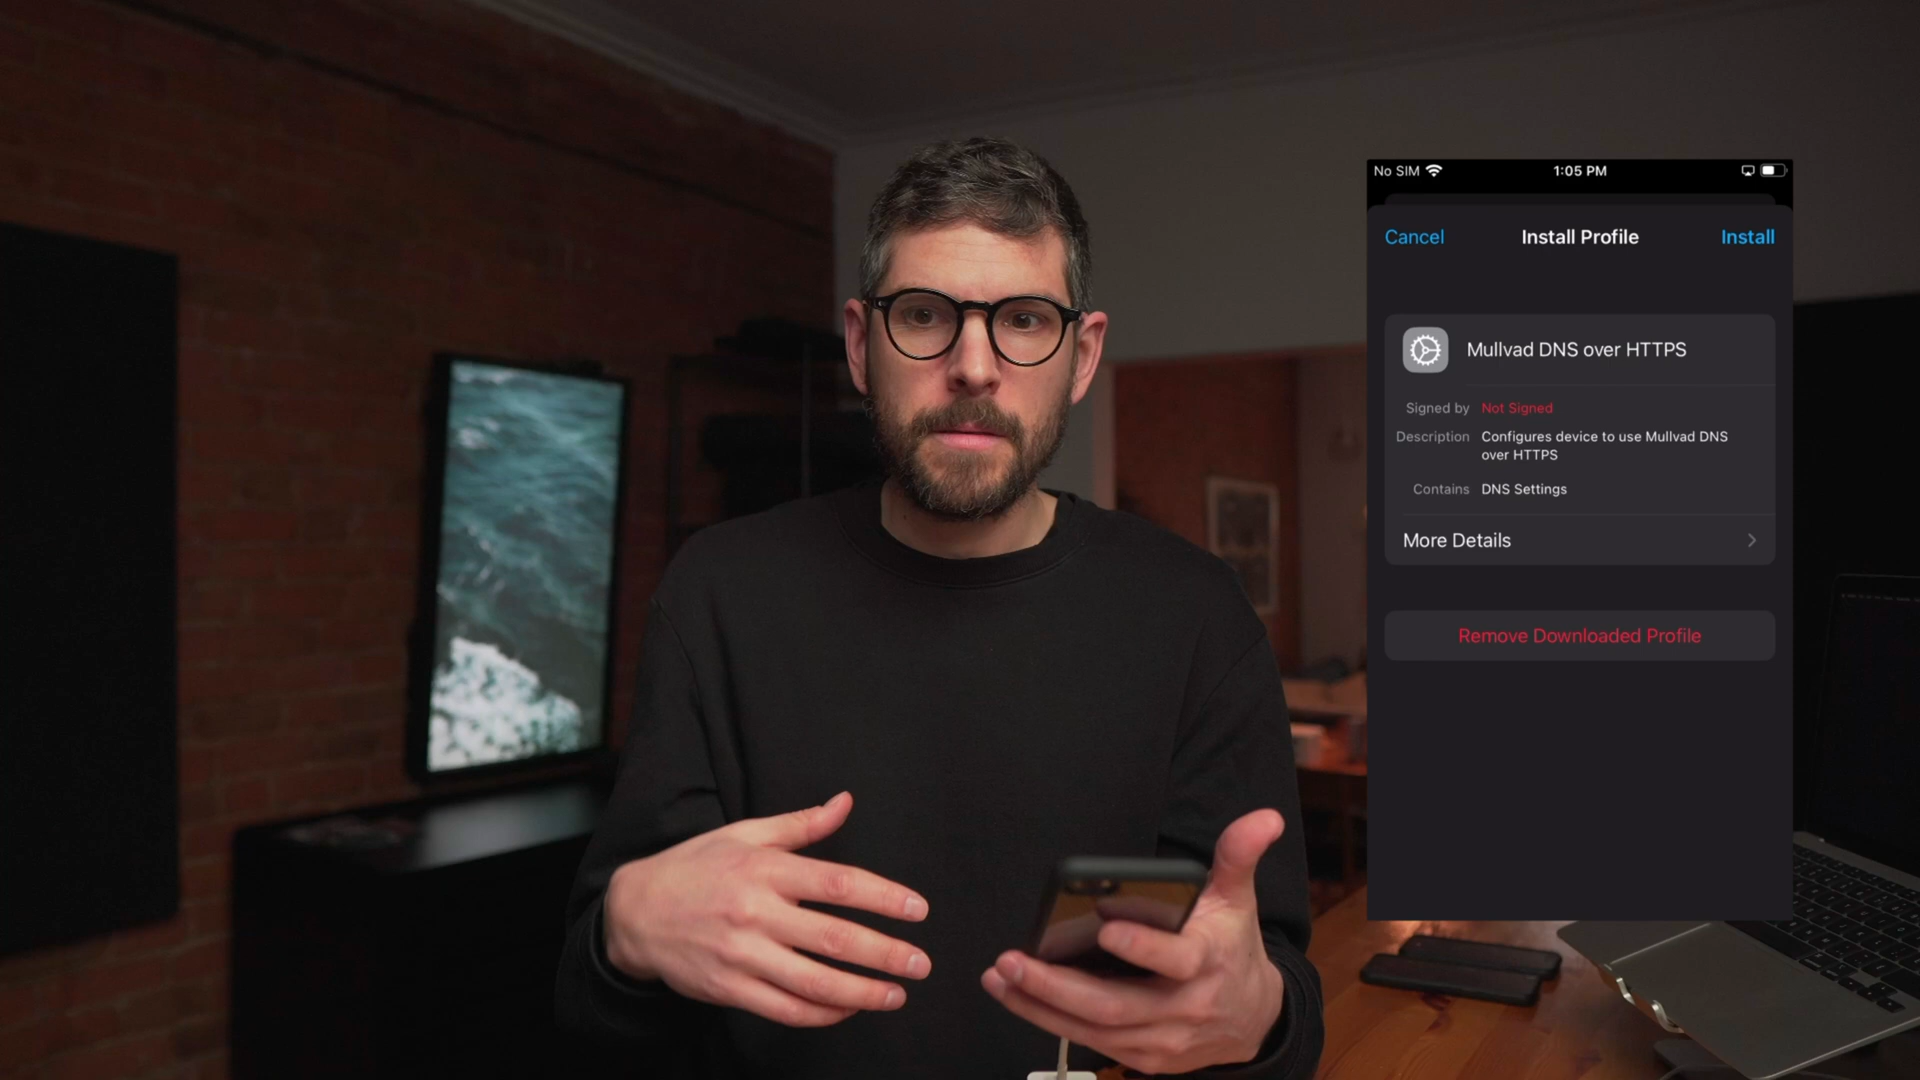 No SIM 1:05 PM
Cancel Install Profile Install
Mullvad DNS over HTTPS
Signed by Not Signed
Description Configures device to use Mullvad DNS
over HTTPS
Contains DNS Settings
More Details
Remove Downloaded Profile